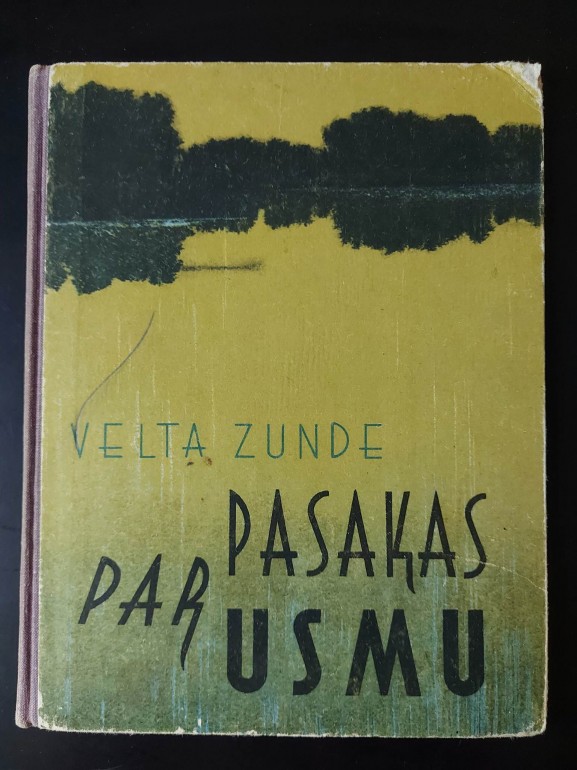 VELTA ZUNDE
PASAKAS
PAR
USMU